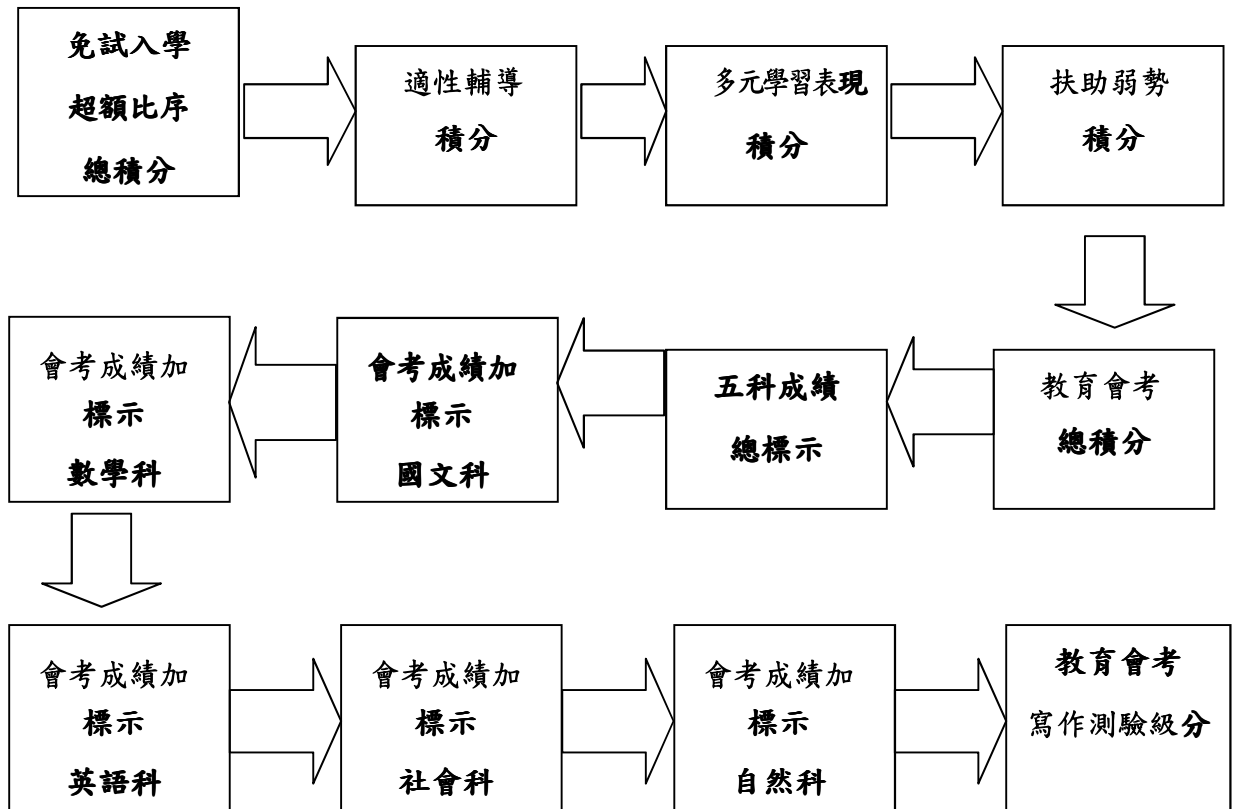 免試入學
超額比序
總積分
適性輔導
積分
多元學習表現
積分
扶助弱勢
積分
教育會考
總積分
五科成績
總標示
會考成績加
標示
國文科
會考成績加
標示
數學科
會考成績加
標示
英語科
會考成績加
標示
社會科
會考成績加
標示
自然科
教育會考
寫作測驗級分